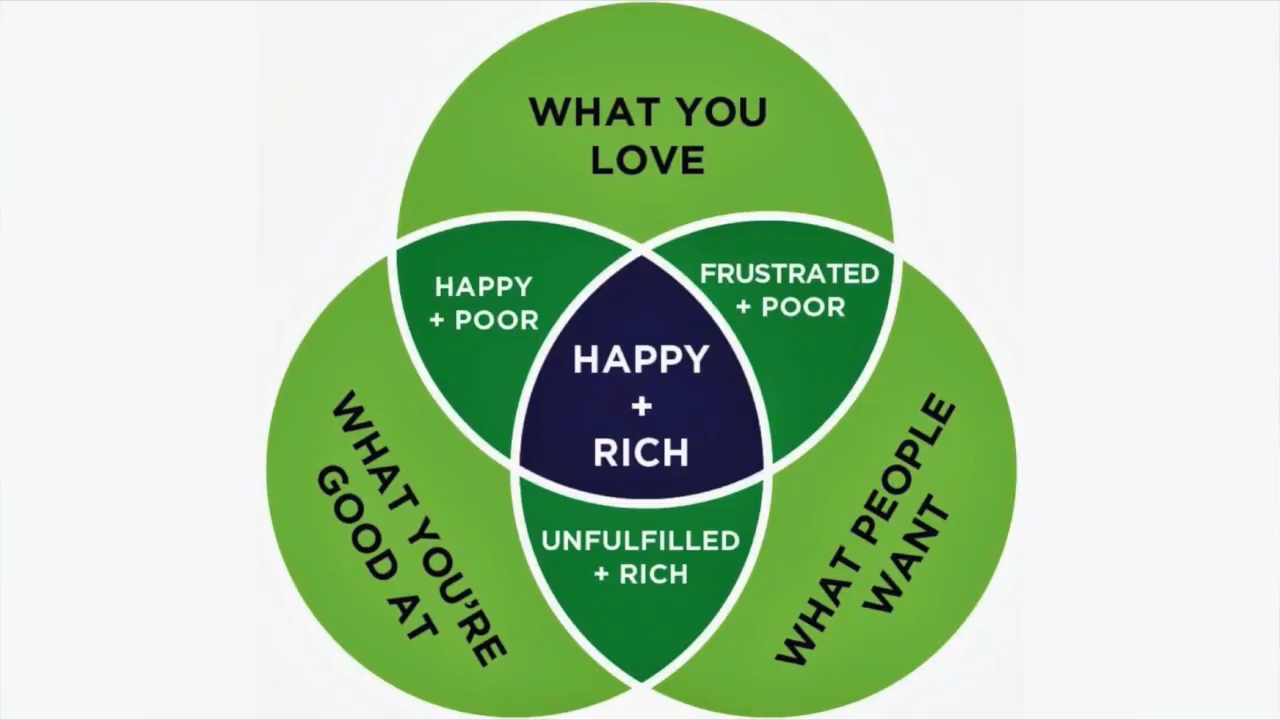 WHAT YOU
LOVE
HAPPY
+ POOR
FRUSTRATED
+ POOR
HAPPY
+
RICH
WHAT YOU'RE
GOOD AT
WHAT PEOPLE
WANT
UNFULFILLED
+ RICH